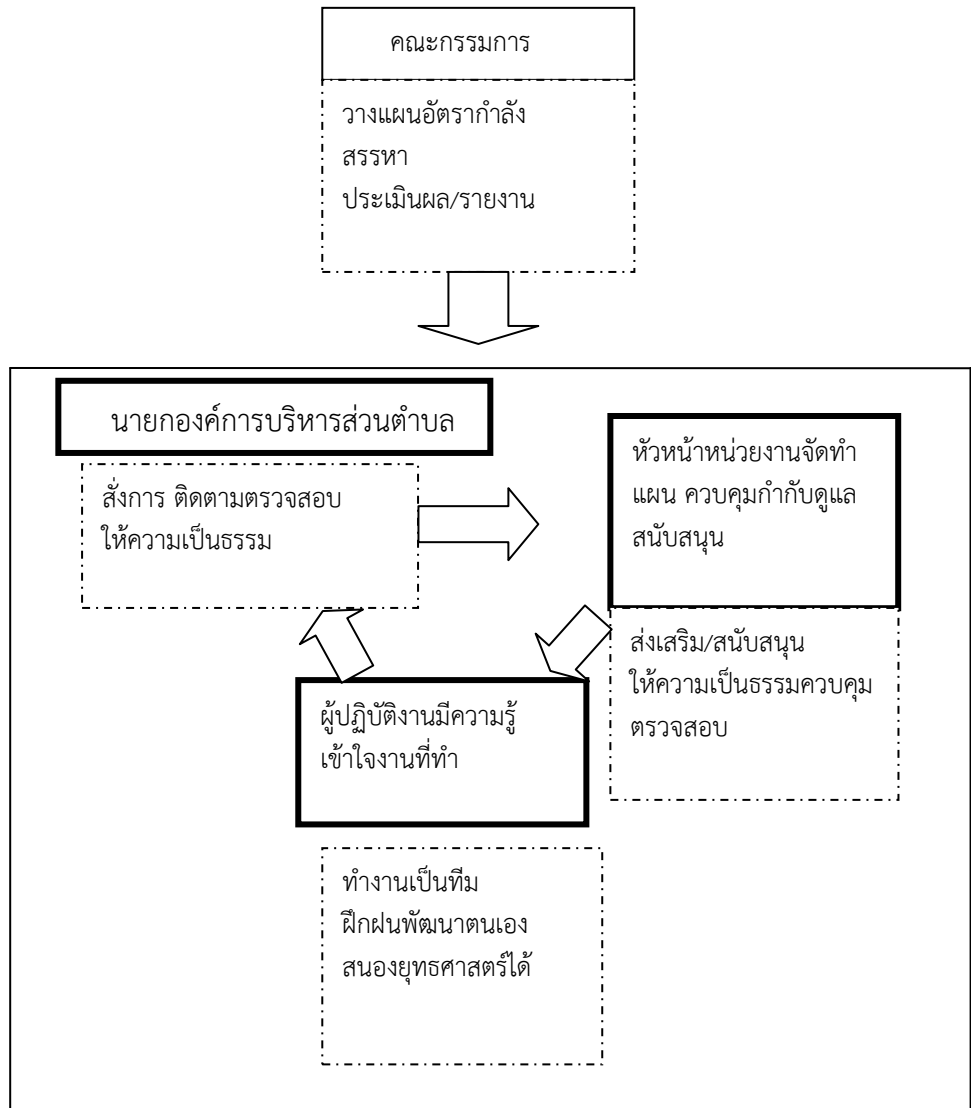 คณะกรรมการ
วางแผนอัตรากำลัง
สรรหา
ประเมินผล/รายงาน
นายกองค์การบริหารส่วนตำบล
สั่งการ ติดตามตรวจสอบ
ให้ความเป็นธรรม
หัวหน้าหน่วยงานจัดทำ
แผน ควบคุมกำกับดูแล
สนับสนุน
ส่งเสริม/สนับสนุน
ให้ความเป็นธรรมควบคุม
ตรวจสอบ
ผู้ปฏิบัติงานมีความรู้
เข้าใจงานที่ทำ
ทำงานเป็นทีม
ฝึกฝนพัฒนาตนเอง
สนองยุทธศาสตร์ได้